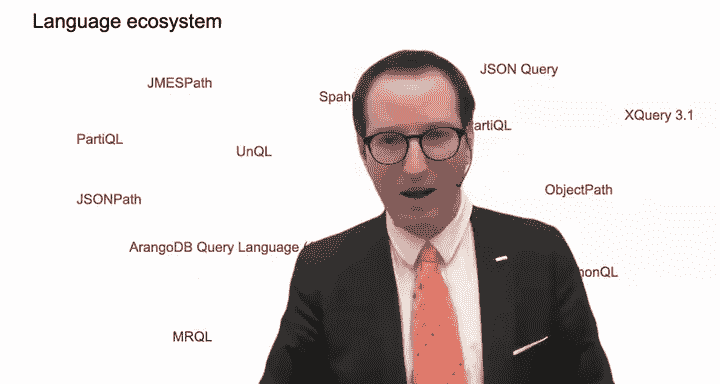 Language ecosystem
JSON Query
JMESPath
XQuery 3.1
PartiQL
UnQL
JSONPath
ObjectPath
ArangoDB Query Language
MRQL